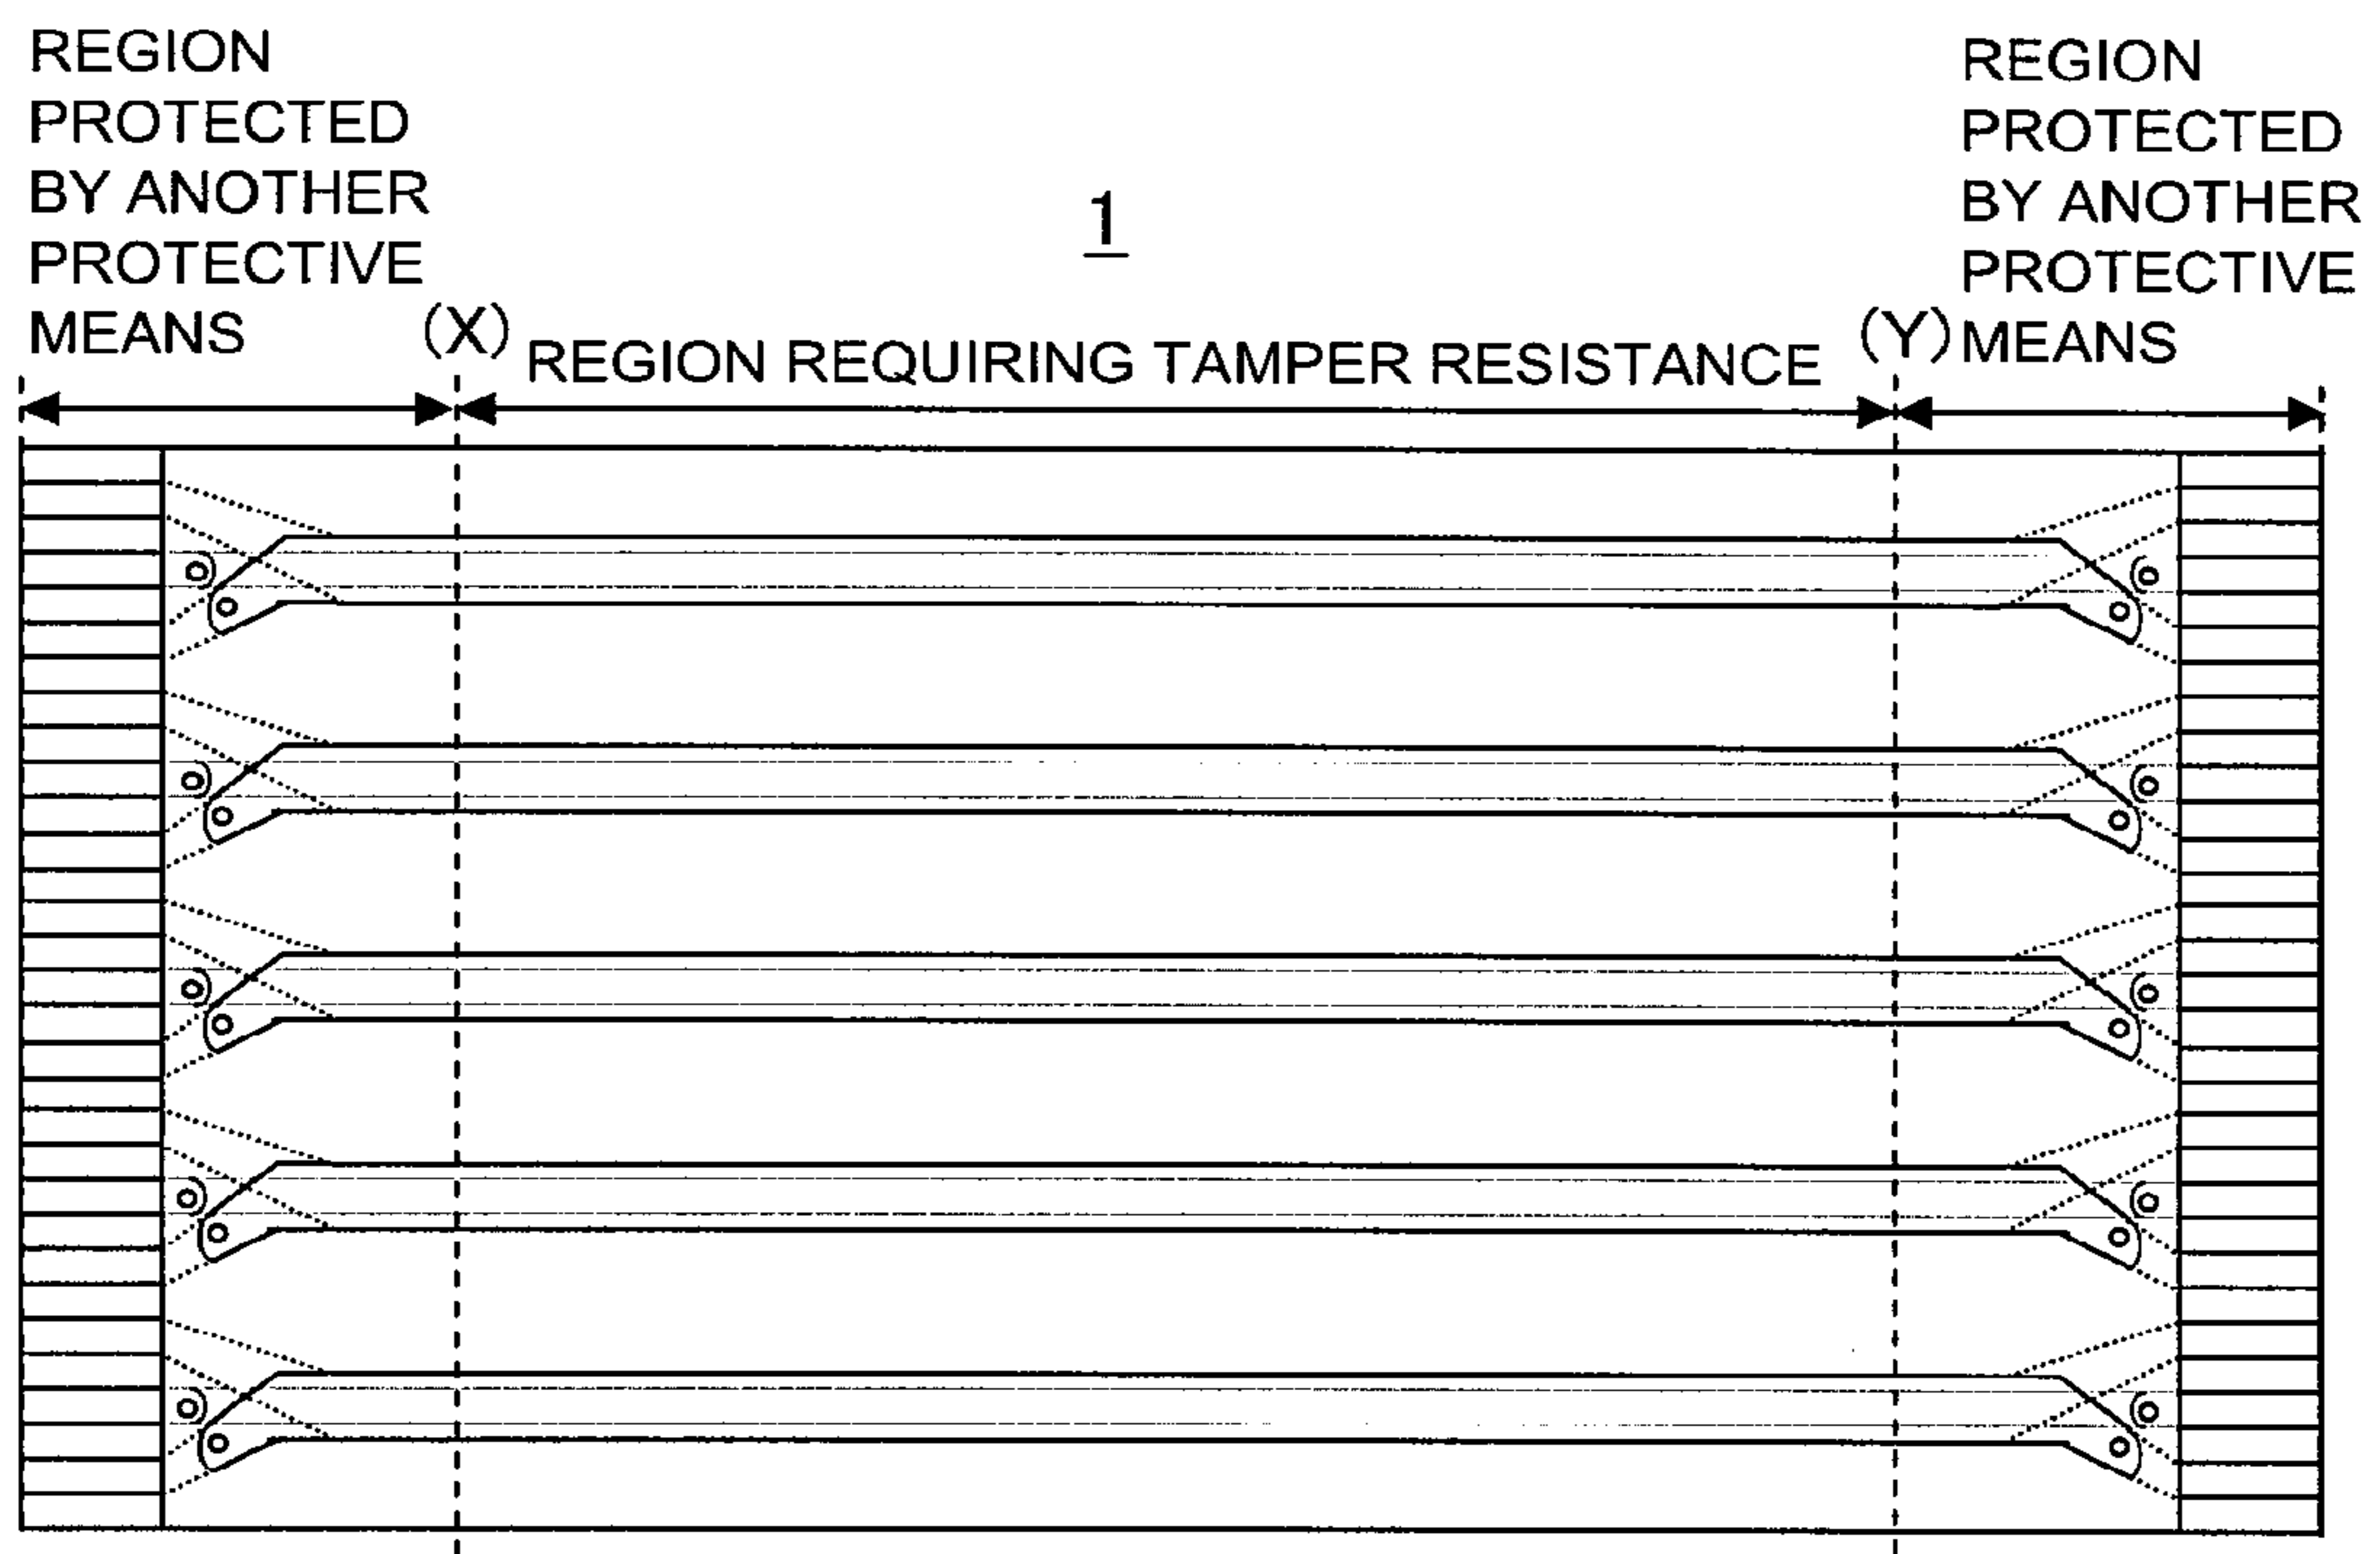 REGION
PROTECTED
BY ANOTHER
PROTECTIVE
MEANS
1
(X)
REGION REQUIRING TAMPER RESISTANCE
(Y)
REGION
PROTECTED
BY ANOTHER
PROTECTIVE
MEANS